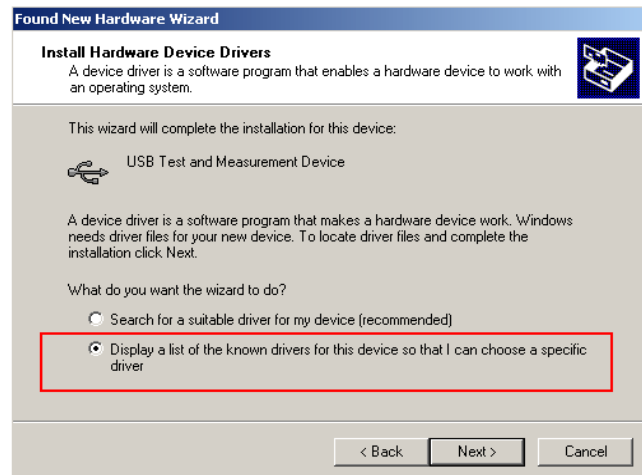 Found New Hardware Wizard
Install Hardware Device Drivers
A device driver is a software program that enables a hardware device to work with
an operating system.
This wizard will complete the installation for this device:
USB Test and Measurement Device
A device driver is a software program that makes a hardware device work. Windows
needs driver files for your new device. To locate driver files and complete the
installation click Next.
What do you want the wizard to do?
Search for a suitable driver for my device (recommended)
Display a list of the known drivers for this device so that I can choose a specific
driver
< Back
Next >
Cancel